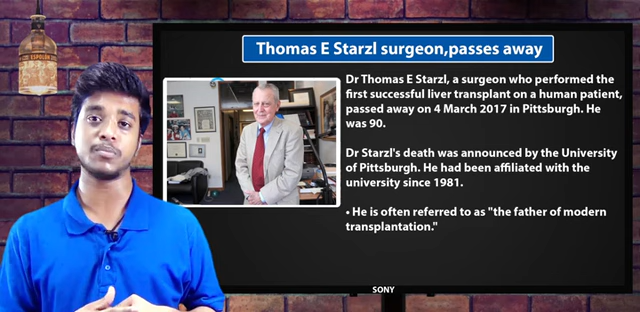 Thomas E Starzl surgeon,passes away
Dr Thomas E Starzl, a surgeon who performed the
first successful liver transplant on a human patient,
passed away on 4 March 2017 in Pittsburgh. He
was 90.
Dr Starzl's death was announced by the University
of Pittsburgh. He had been affiliated with the
university since 1981.
• He is often referred to as "the father of modern
transplantation."
SONY